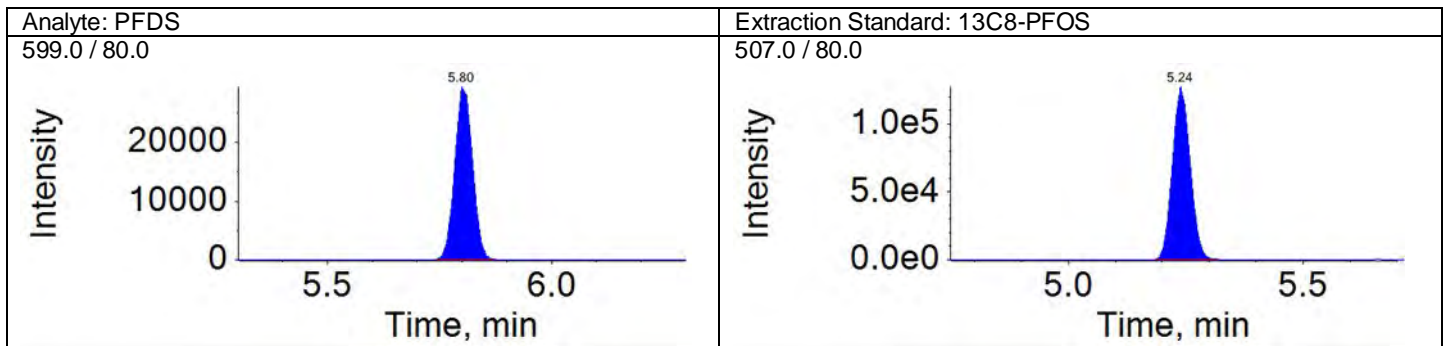 Analyte: PFDS
Extraction Standard: 13C8-PFOS
599.0 / 80.0
507.0 / 80.0
5.80
Intensity
20000
10000
0
5.5
6.0
Time, min
5.24
Intensity
1.0e5
5.0e4
0.0e0
5.0
5.5
Time, min